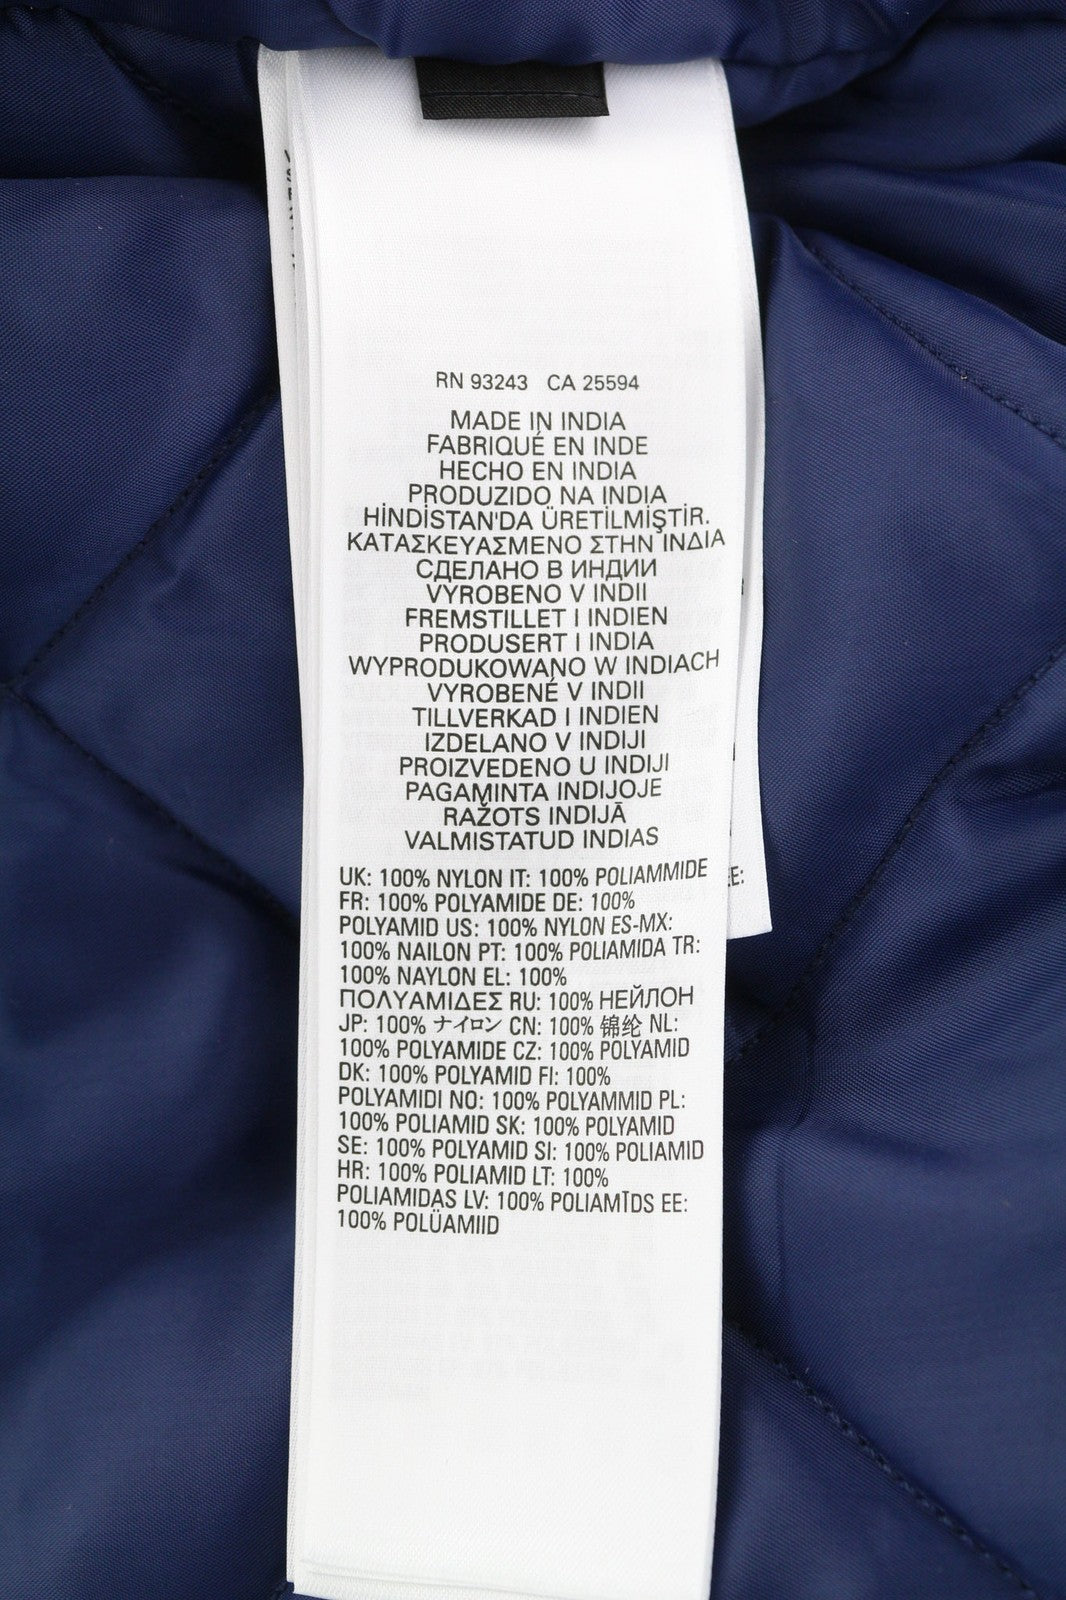 RN 93243 CA 25594
MADE IN INDIA
FABRIQUÉ EN INDE
HECHO EN INDIA
PRODUZIDO NA INDIA
HİNDİSTAN'DA ÜRETİLMİŞTİR.
ΚΑΤΑΣΚΕΥΑΣΜΕΝΟ ΣΤΗΝ ΙΝΔΙΑ
СДЕЛАНО В ИНДИИ
VYROBENO V INDII
FREMSTILLET I INDIEN
PRODUSERT I INDIA
WYPRODUKOWANO W INDIACH
VYROBENÉ V INDII
TILLVERKAD I INDIEN
IZDELANO V INDIJI
PROIZVEDENO U INDIJI
PAGAMINTA INDIJOJE
RAŽOTS INDIJĀ
VALMISTATUD INDIAS
UK: 100% NYLON IT: 100% POLIAMMIDE
FR: 100% POLYAMIDE DE: 100%
POLYAMID US: 100% NYLON ES-MX:
100% NAILON PT: 100% POLIAMIDA TR:
100% NAYLON EL: 100%
ΠΟΛΥΑΜΙΔΕΣ RU: 100% НЕЙЛОН
JP: 100% ナイロン CN: 100% 锦纶 NL:
100% POLYAMIDE CZ: 100% POLYAMID
DK: 100% POLYAMID FI: 100%
POLYAMIDI NO: 100% POLYAMMID PL:
100% POLIAMID SK: 100% POLYAMID
SE: 100% POLYAMID SI: 100% POLIAMID
HR: 100% POLIAMID LT: 100%
POLIAMIDAS LV: 100% POLIAMĪDS EE:
100% POLÜAMIID